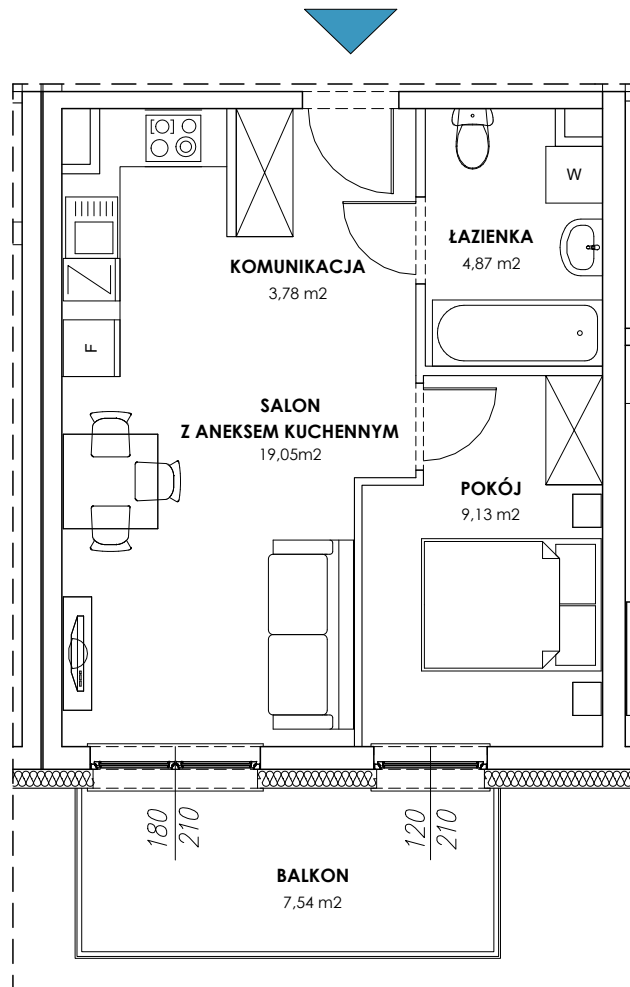 W
ŁAZIENKA
4,87 m2
KOMUNIKACJA
3,78 m2
F
SALON
Z ANEKSEM KUCHENNYM
19,05m2
POKÓJ
9,13 m2
180
210
120
210
BALKON
7,54 m2